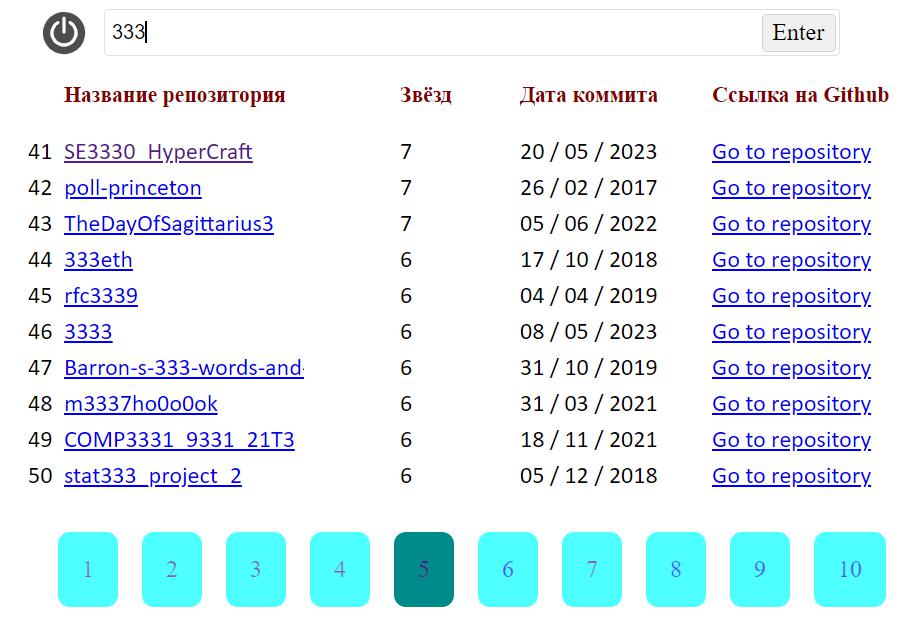 333 Enter
Название репозитория Звёзд Дата коммита Ссылка на Github
41 SE3330_HyperCraft 7 20 / 05 / 2023 Go to repository
42 poll-princeton 7 26 / 02 / 2017 Go to repository
43 TheDayOfSagittarius3 7 05 / 06 / 2022 Go to repository
44 333eth 6 17 / 10 / 2018 Go to repository
45 rfc3339 6 04 / 04 / 2019 Go to repository
46 3333 6 08 / 05 / 2023 Go to repository
47 Barron-s-333-words-and- 6 31 / 10 / 2019 Go to repository
48 m3337ho0o0ok 6 31 / 03 / 2021 Go to repository
49 COMP3331_9331_21T3 6 18 / 11 / 2021 Go to repository
50 stat333_project_2 6 05 / 12 / 2018 Go to repository
1 2 3 4 5 6 7 8 9 10